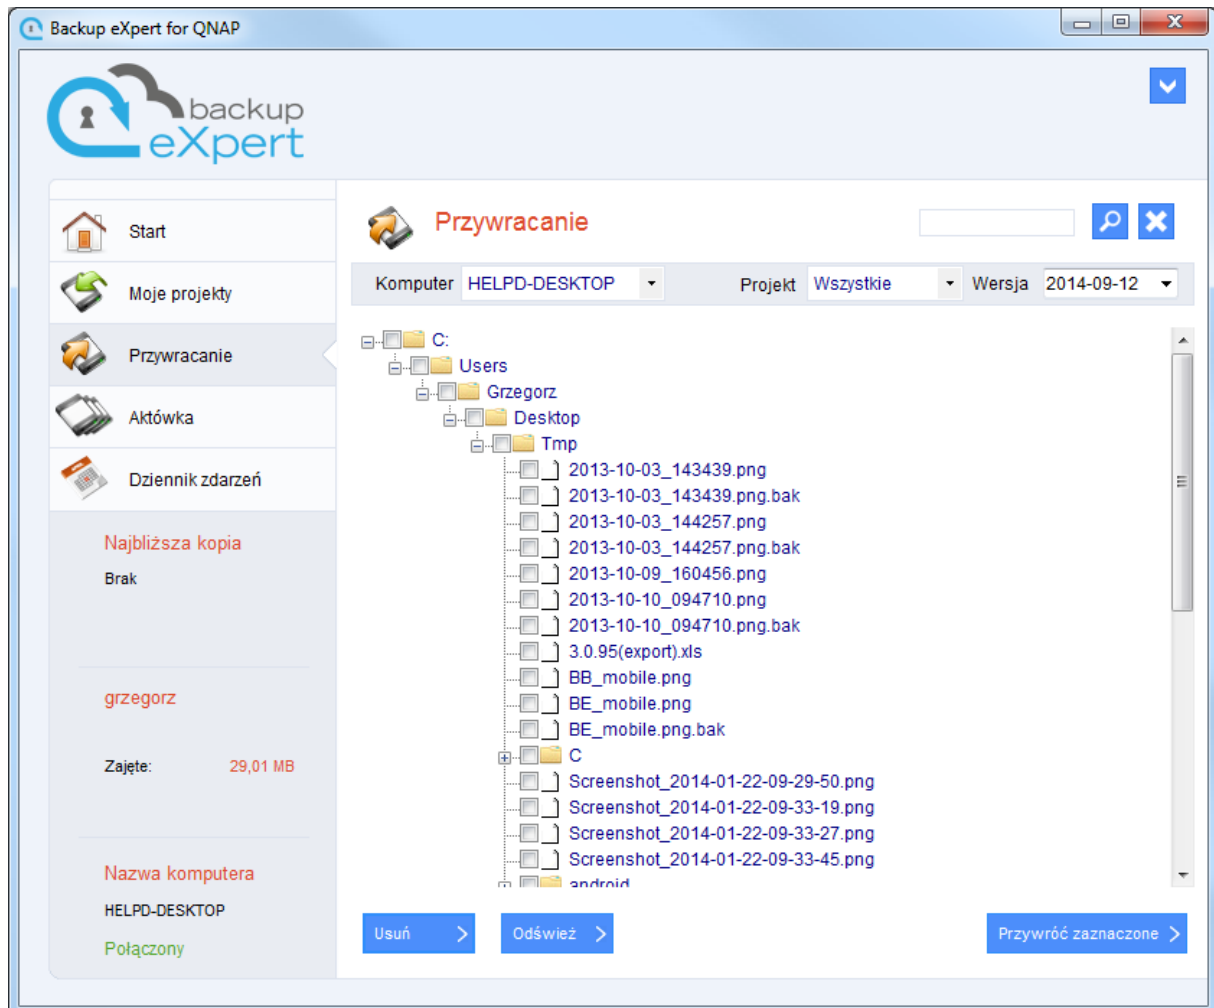 Backup eXpert for QNAP
backup
eXpert
Start
Moje projekty
Przywracanie
Aktówka
Dziennik zdarzeń
Najbliższa kopia
Brak
grzegorz
Zajęte: 29,01 MB
Nazwa komputera
HELPD-DESKTOP
Połączony
Przywracanie
Komputer HELPD-DESKTOP Projekt Wszystkie Wersja 2014-09-12
C:
Users
Grzegorz
Desktop
Tmp
2013-10-03_143439.png
2013-10-03_143439.png.bak
2013-10-03_144257.png
2013-10-03_144257.png.bak
2013-10-09_160456.png
2013-10-10_094710.png
2013-10-10_094710.png.bak
3.0.95(export).xls
BB_mobile.png
BE_mobile.png
BE_mobile.png.bak
C
Screenshot_2014-01-22-09-29-50.png
Screenshot_2014-01-22-09-33-19.png
Screenshot_2014-01-22-09-33-27.png
Screenshot_2014-01-22-09-33-45.png
android
Usuń Odśwież Przywróć zaznaczone